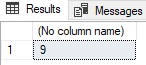 Results Messages
(No column name)
1 9